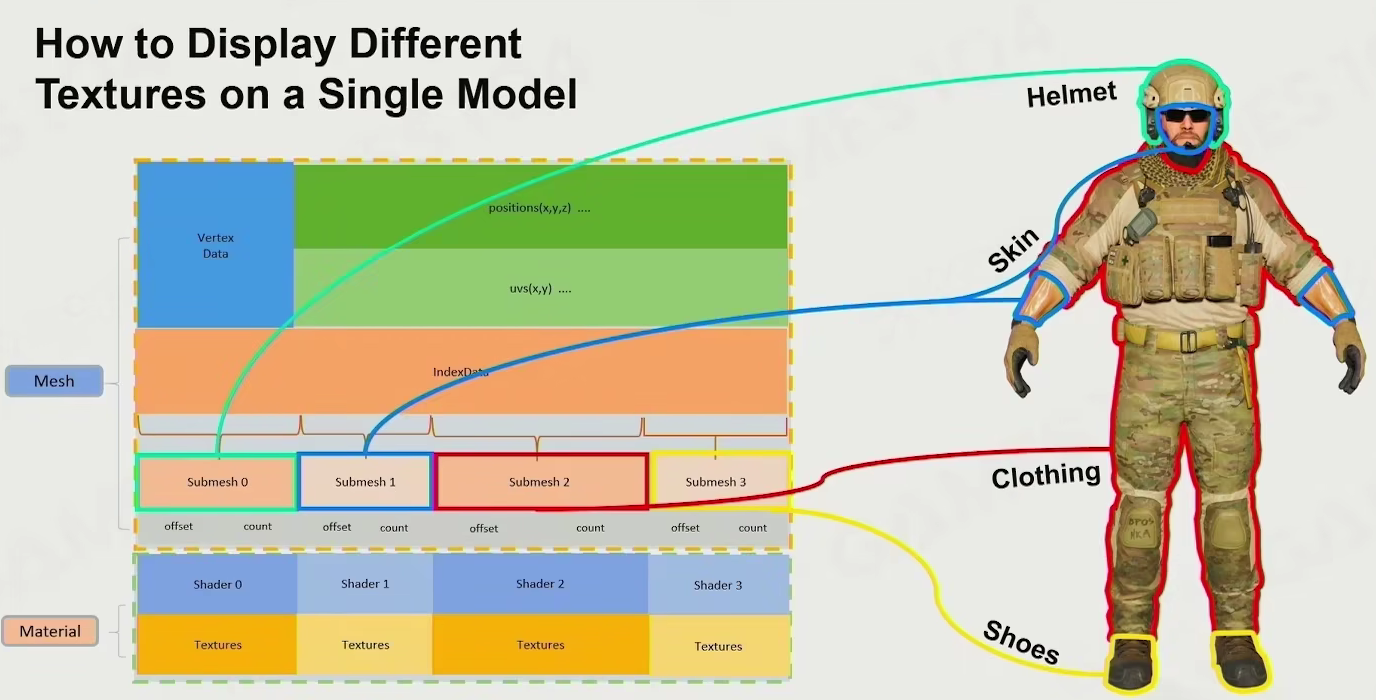 How to Display Different
Textures on a Single Model
Helmet
Skin
Clothing
Shoes
Mesh
Vertex
Data
positions(x,y,z) ....
uvs(x,y) ....
IndexData
Submesh 0
Submesh 1
Submesh 2
Submesh 3
offset count offset count offset count offset count
Material
Shader 0
Shader 1
Shader 2
Shader 3
Textures
Textures
Textures
Textures